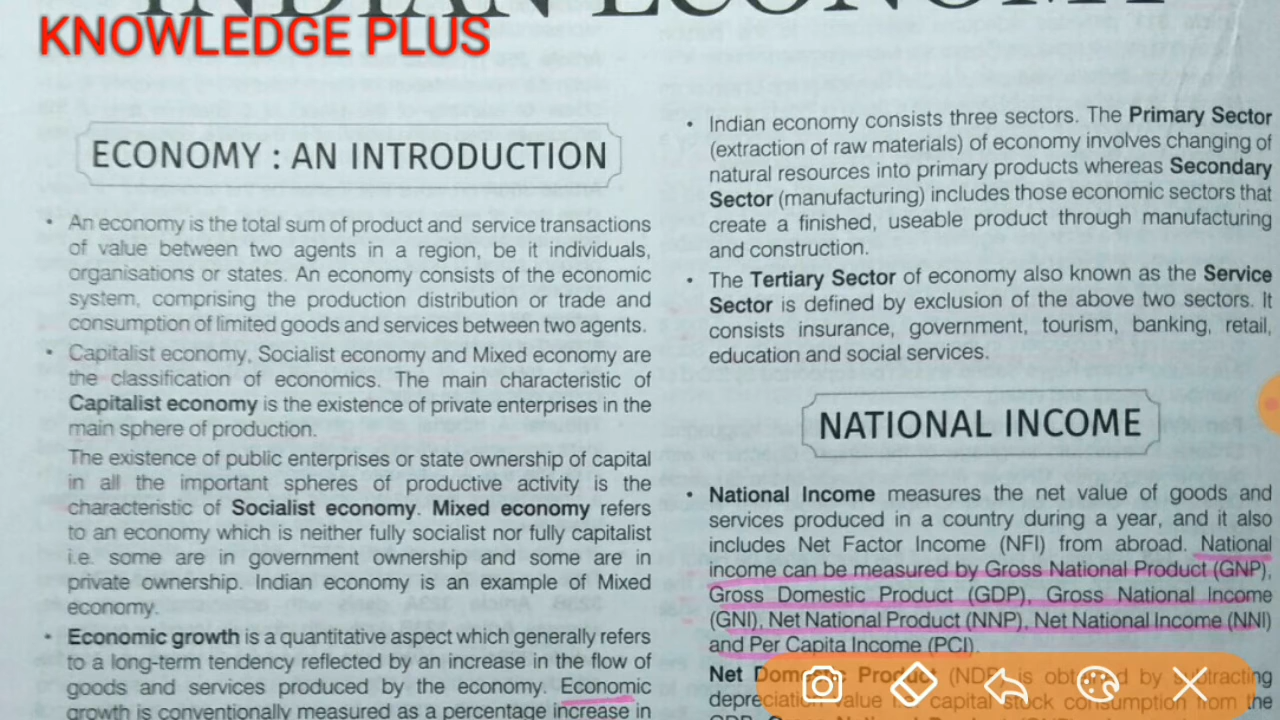 INDIAN ECONOMY
KNOWLEDGE PLUS
ECONOMY : AN INTRODUCTION
• An economy is the total sum of product and service transactions
of value between two agents in a region, be it individuals,
organisations or states. An economy consists of the economic
system, comprising the production distribution or trade and
consumption of limited goods and services between two agents.
• Capitalist economy, Socialist economy and Mixed economy are
the classification of economics. The main characteristic of
Capitalist economy is the existence of private enterprises in the
main sphere of production.
The existence of public enterprises or state ownership of capital
in all the important spheres of productive activity is the
characteristic of Socialist economy. Mixed economy refers
to an economy which is neither fully socialist nor fully capitalist
i.e. some are in government ownership and some are in
private ownership. Indian economy is an example of Mixed
economy.
• Economic growth is a quantitative aspect which generally refers
to a long-term tendency reflected by an increase in the flow of
goods and services produced by the economy. Economic
growth is conventionally measured as a percentage increase in
• Indian economy consists three sectors. The Primary Sector
(extraction of raw materials) of economy involves changing of
natural resources into primary products whereas Secondary
Sector (manufacturing) includes those economic sectors that
create a finished, useable product through manufacturing
and construction.
• The Tertiary Sector of economy also known as the Service
Sector is defined by exclusion of the above two sectors. It
consists insurance, government, tourism, banking, retail,
education and social services.
NATIONAL INCOME
• National Income measures the net value of goods and
services produced in a country during a year, and it also
includes Net Factor Income (NFI) from abroad. National
income can be measured by Gross National Product (GNP),
Gross Domestic Product (GDP), Gross National Income
(GNI), Net National Product (NNP), Net National Income (NNI)
and Per Capita Income (PCI).
Net Domestic Product (NDP) is obtained by subtracting
depreciation value capital stock consumption from the